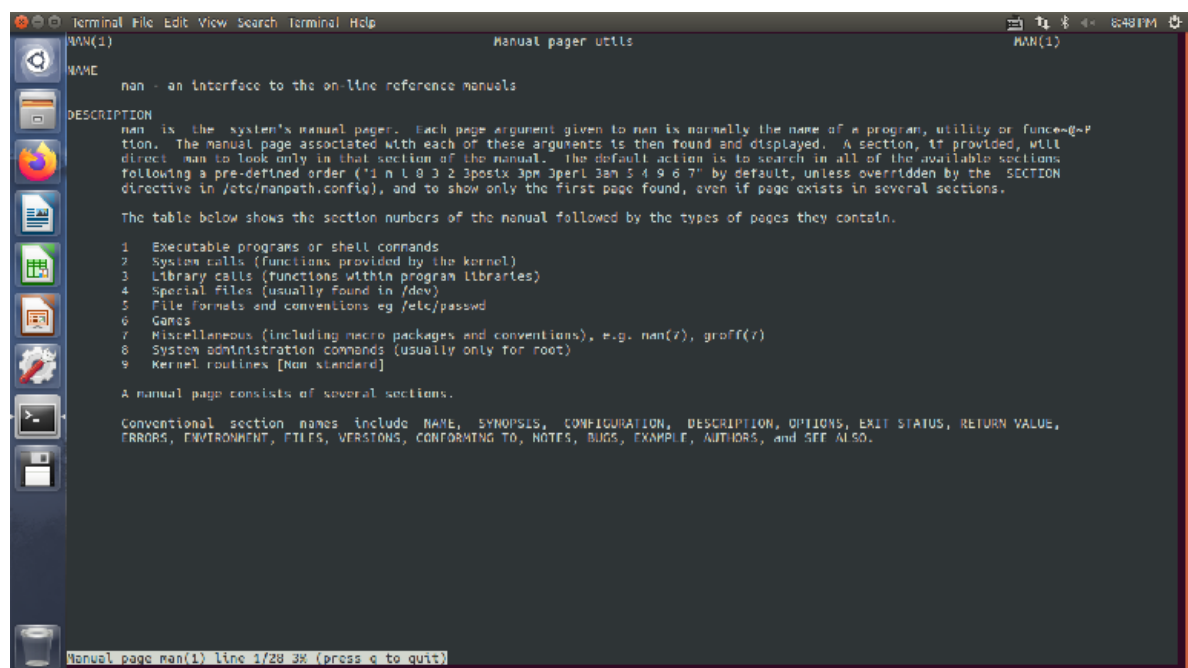 Terminal File Edit View Search Terminal Help 8:48 PM
MAN(1) Manual pager utils MAN(1)
NAME
man - an interface to the on-line reference manuals
DESCRIPTION
man is the system's manual pager. Each page argument given to man is normally the name of a program, utility or func
tion. The manual page associated with each of these arguments is then found and displayed. A section, if provided, will
direct man to look only in that section of the manual. The default action is to search in all of the available sections
following a pre-defined order ("1 n l 8 3 2 3posix 3pm 3perl 3am 5 4 9 6 7" by default, unless overridden by the SECTION
directive in /etc/manpath.config), and to show only the first page found, even if page exists in several sections.
The table below shows the section numbers of the manual followed by the types of pages they contain.
1 Executable programs or shell commands
2 System calls (functions provided by the kernel)
3 Library calls (functions within program libraries)
4 Special files (usually found in /dev)
5 File formats and conventions eg /etc/passwd
6 Games
7 Miscellaneous (including macro packages and conventions), e.g. man(7), groff(7)
8 System administration commands (usually only for root)
9 Kernel routines [Non standard]
A manual page consists of several sections.
Conventional section names include NAME, SYNOPSIS, CONFIGURATION, DESCRIPTION, OPTIONS, EXIT STATUS, RETURN VALUE,
ERRORS, ENVIRONMENT, FILES, VERSIONS, CONFORMING TO, NOTES, BUGS, EXAMPLE, AUTHORS, and SEE ALSO.
Manual page man(1) line 1/28 3% (press q to quit)